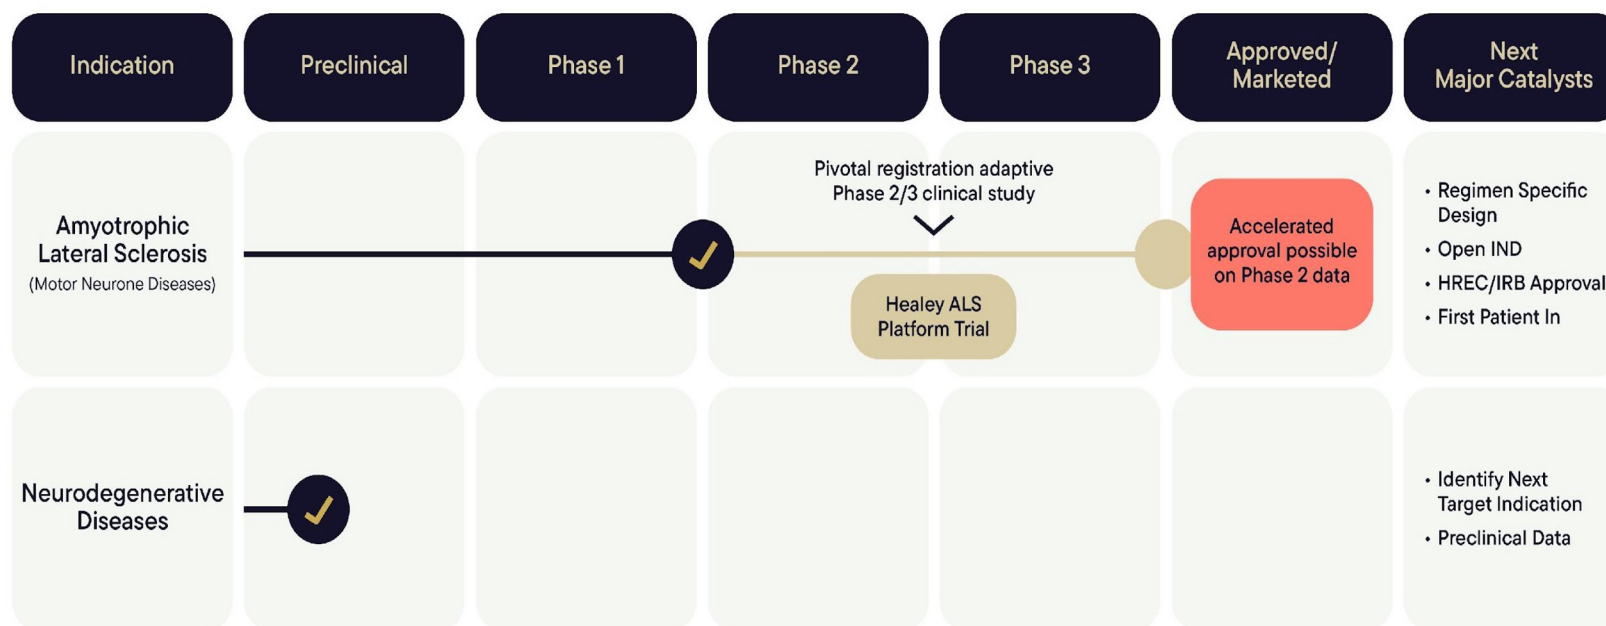 Indication
Preclinical
Phase 1
Phase 2
Phase 3
Approved/
Marketed
Next
Major Catalysts
Amyotrophic
Lateral Sclerosis
(Motor Neurone Diseases)
Pivotal registration adaptive
Phase 2/3 clinical study
Healey ALS
Platform Trial
Accelerated
approval possible
on Phase 2 data
• Regimen Specific
Design
• Open IND
• HREC/IRB Approval
• First Patient In
Neurodegenerative
Diseases
• Identify Next
Target Indication
• Preclinical Data